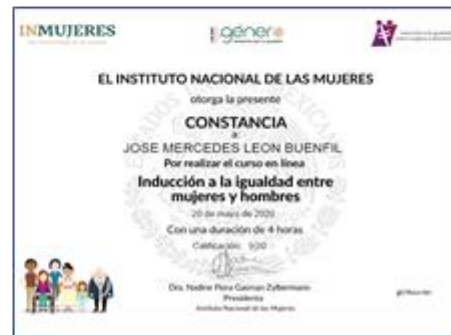 INMUJERES
género
EL INSTITUTO NACIONAL DE LAS MUJERES
otorga la presente
CONSTANCIA
a:
JOSE MERCEDES LEON BUENFIL
Por realizar el curso en línea
Inducción a la igualdad entre
mujeres y hombres
20 de mayo de 2020
Con una duración de 4 horas
Calificación:
Dra. Nadine Flora Gasman Zylbermann
Presidenta
Instituto Nacional de las Mujeres